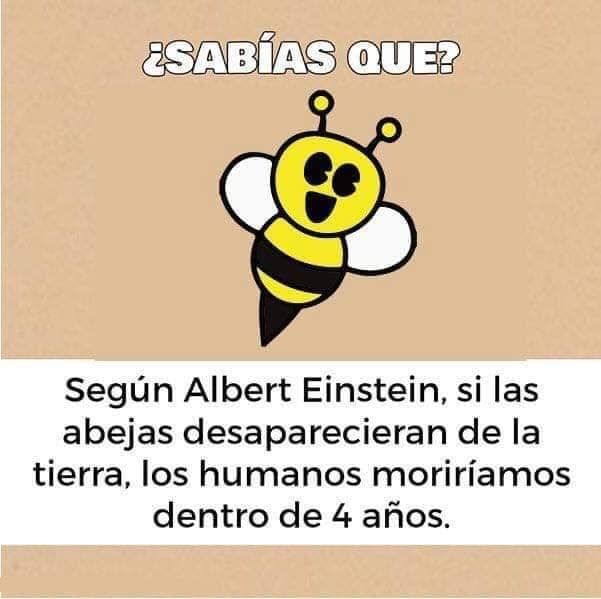 ¿SABÍAS QUE?
Según Albert Einstein, si las
abejas desaparecieran de la
tierra, los humanos moriríamos
dentro de 4 años.